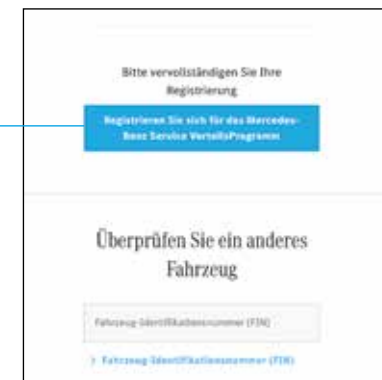 Bitte vervollständigen Sie Ihre
Registrierung
Registrieren Sie sich für das Mercedes-
Benz Service VorteilsProgramm
Überprüfen Sie ein anderes
Fahrzeug
Fahrzeug-Identifikationsnummer (FIN)
> Fahrzeug-Identifikationsnummer (FIN)